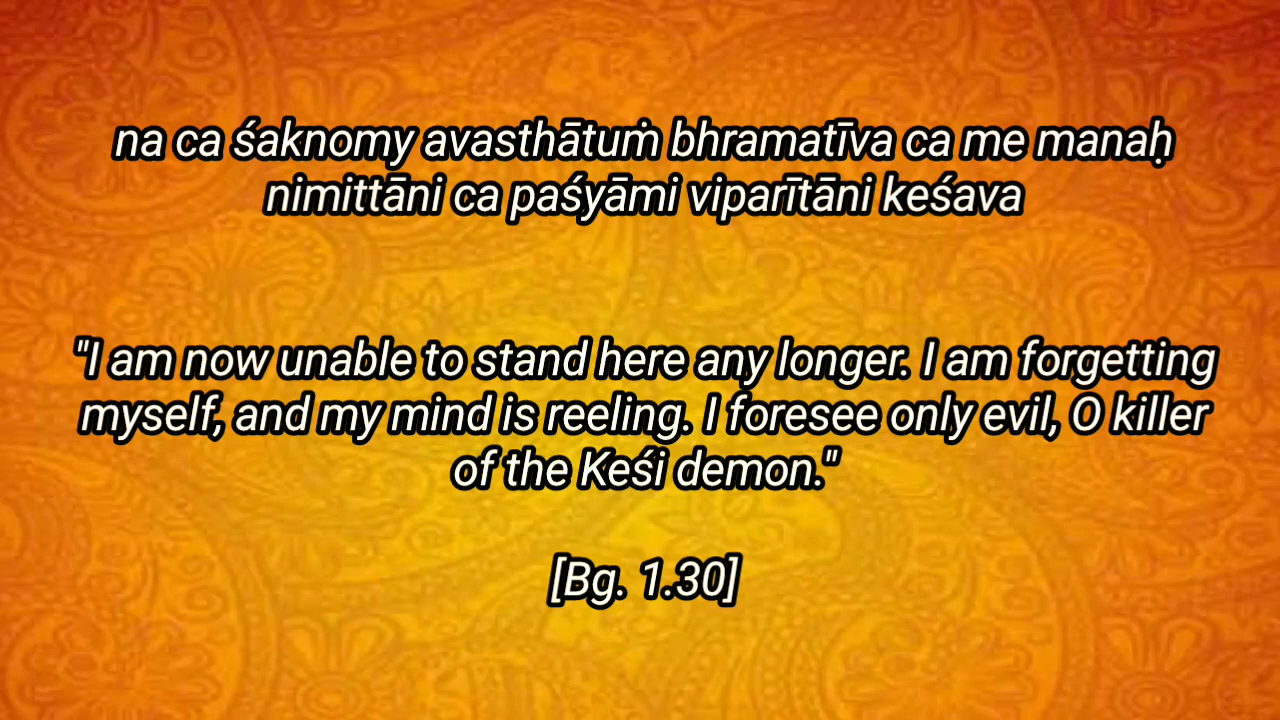 na ca śaknomy avasthātuṁ bhramatīva ca me manaḥ
nimittāni ca paśyāmi viparītāni keśava
"I am now unable to stand here any longer. I am forgetting
myself, and my mind is reeling. I foresee only evil, O killer
of the Keśi demon."
[Bg. 1.30]